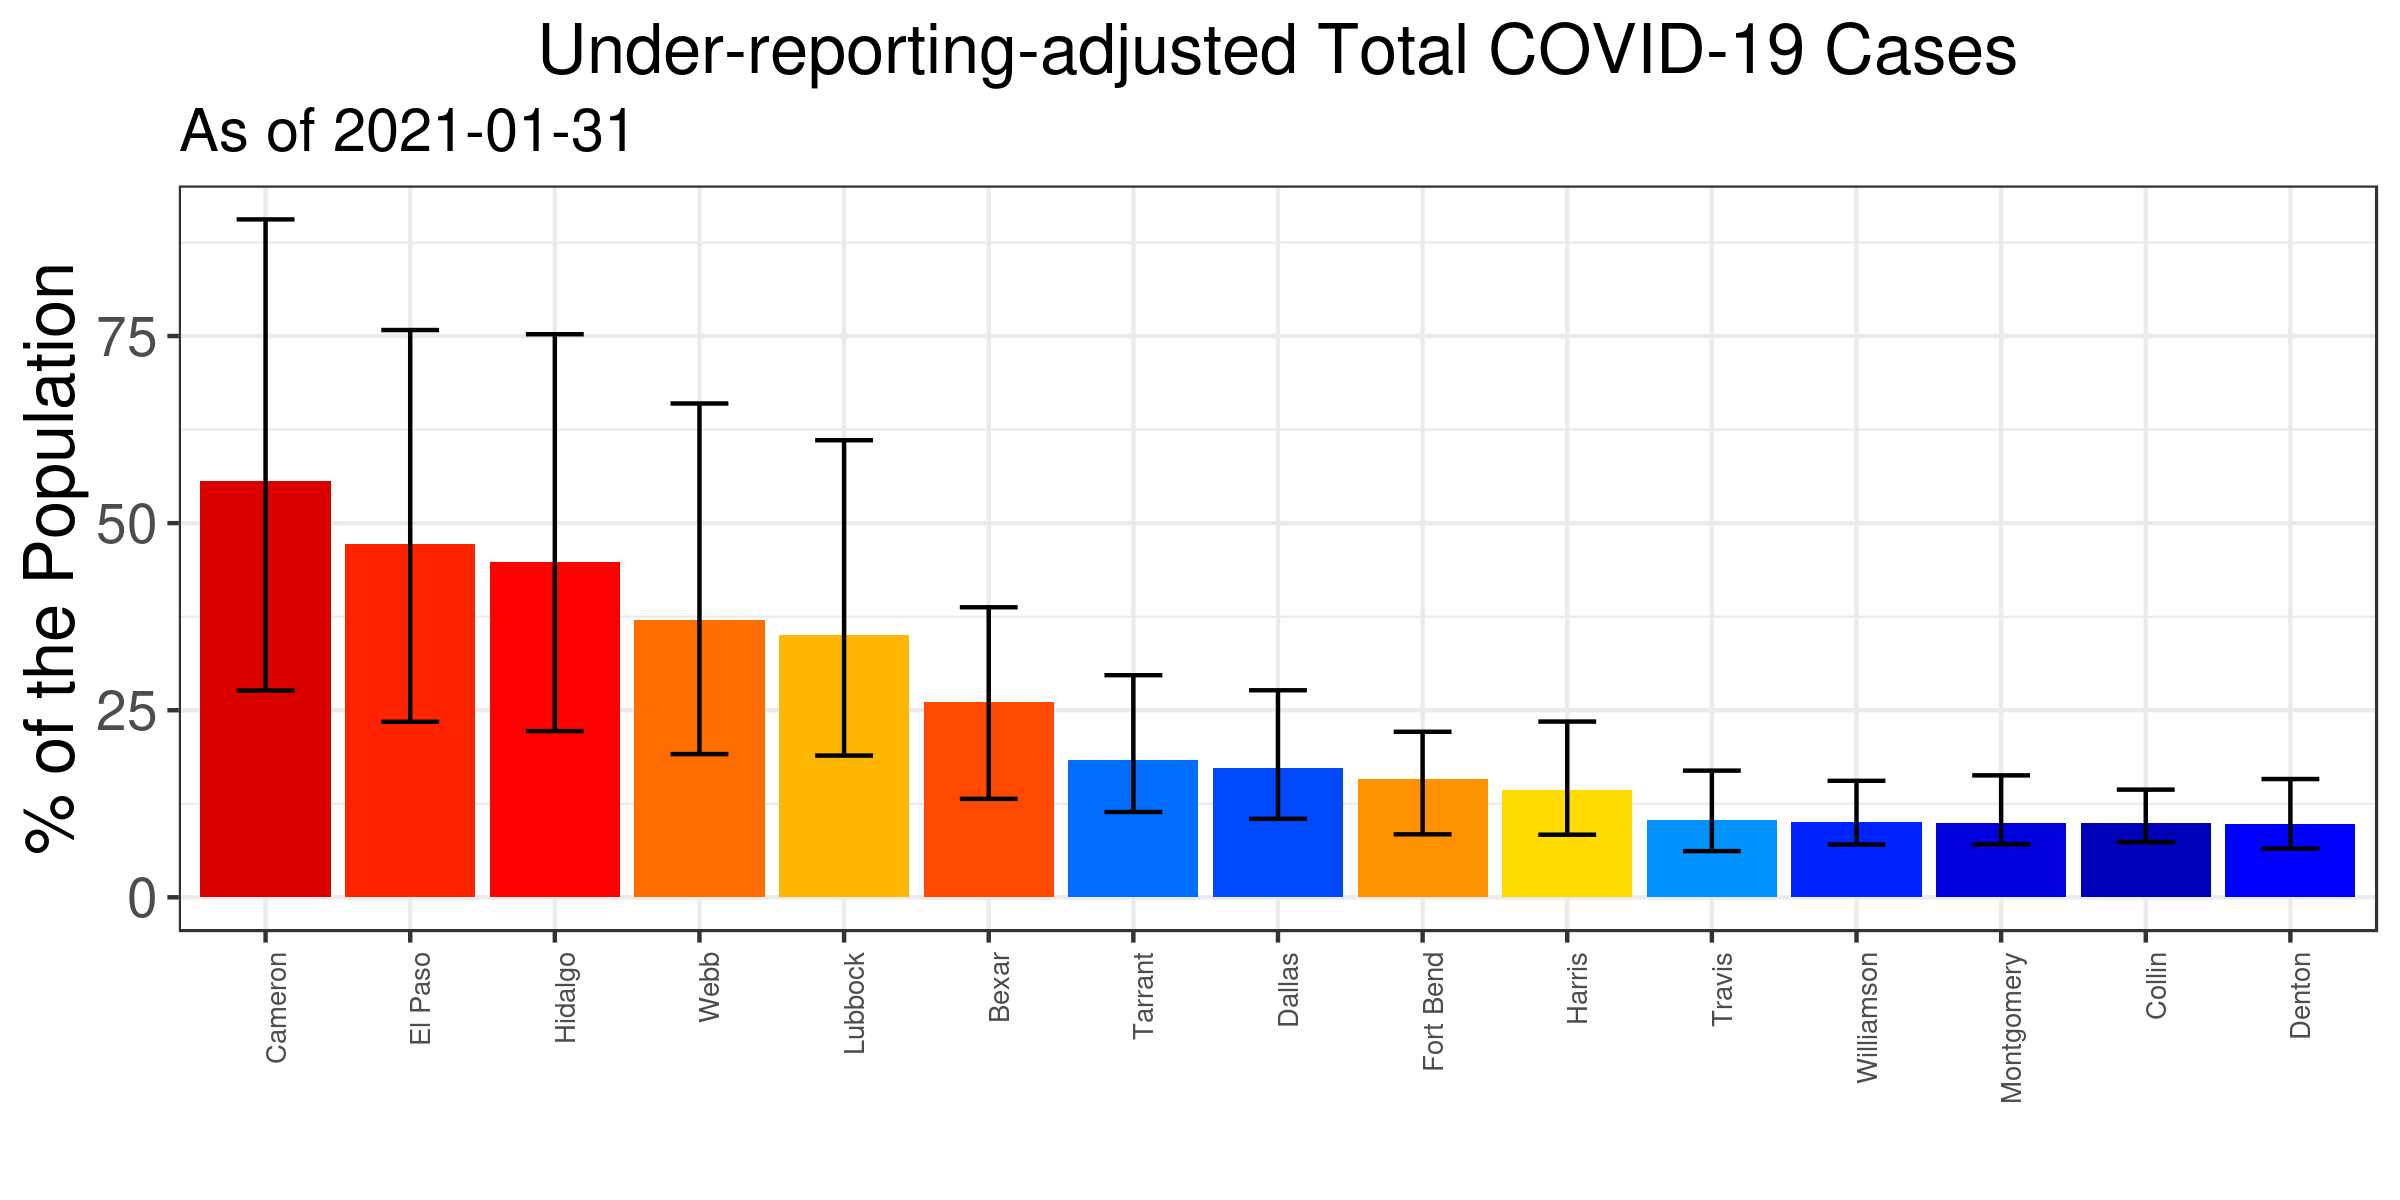 Under-reporting-adjusted Total COVID-19 Cases
As of 2021-01-31
% of the Population
75
50
25
0
Cameron
El Paso
Hidalgo
Webb
Lubbock
Bexar
Tarrant
Dallas
Fort Bend
Harris
Travis
Williamson
Montgomery
Collin
Denton